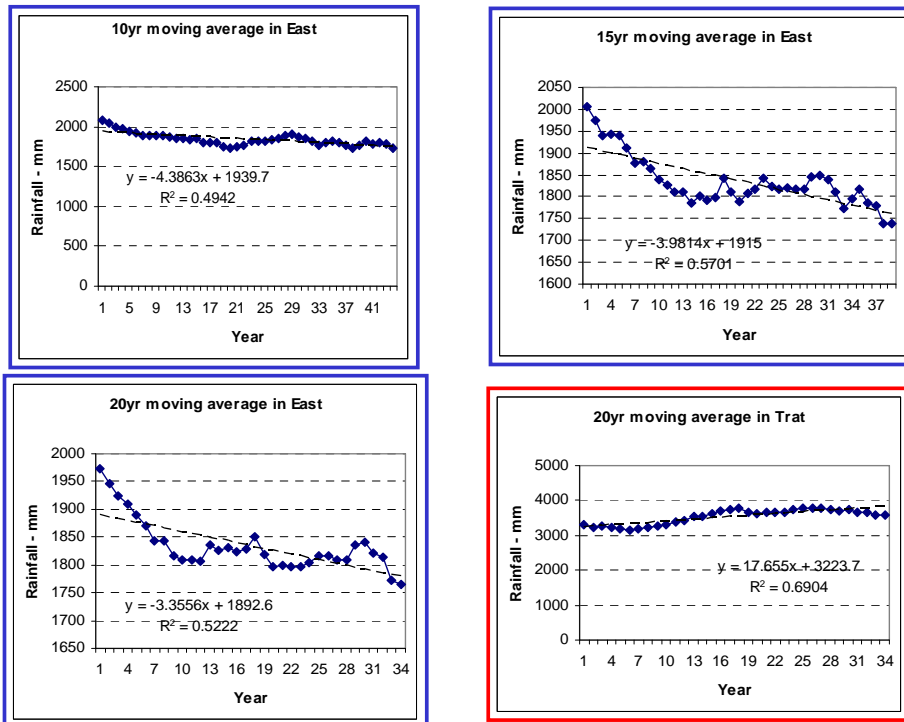 10yr moving average in East
2500
2000
1500
1000
500
0
Rainfall - mm
y = -4.3863x + 1939.7
R² = 0.4942
1 5 9 13 17 21 25 29 33 37 41
Year
15yr moving average in East
2050
2000
1950
1900
1850
1800
1750
1700
1650
1600
Rainfall - mm
y = -3.9814x + 1915
R² = 0.5701
1 4 7 10 13 16 19 22 25 28 31 34 37
Year
20yr moving average in East
2000
1950
1900
1850
1800
1750
1700
1650
Rainfall - mm
y = -3.3556x + 1892.6
R² = 0.5222
1 4 7 10 13 16 19 22 25 28 31 34
Year
20yr moving average in Trat
5000
4000
3000
2000
1000
0
Rainfall - mm
y = 17.655x + 3223.7
R² = 0.6904
1 4 7 10 13 16 19 22 25 28 31 34
Year